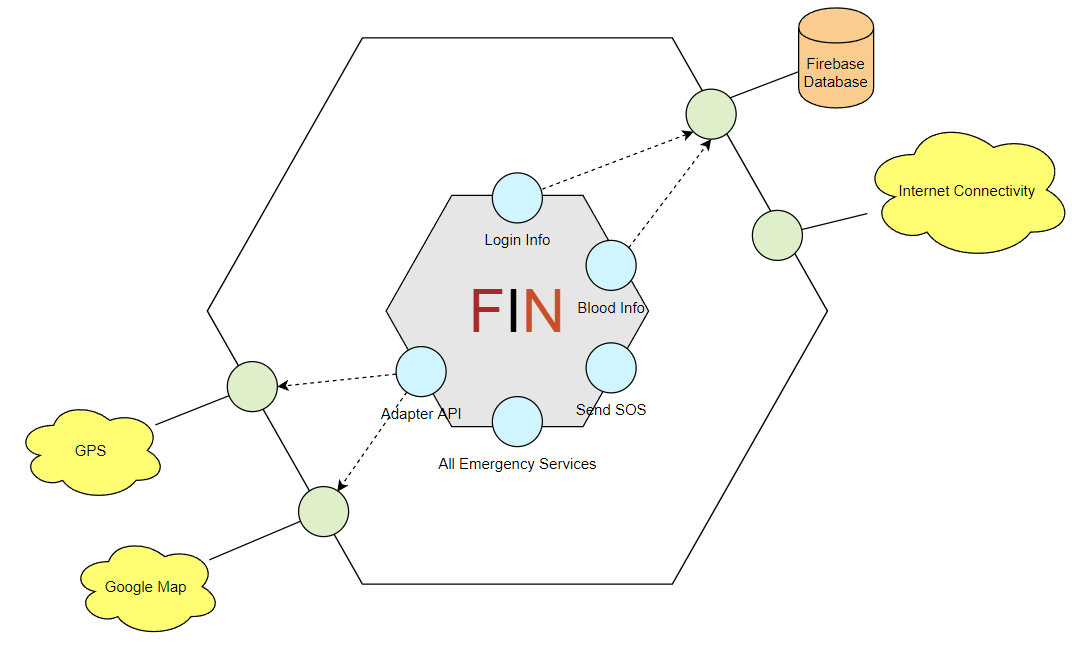 Firebase
Database
Internet Connectivity
Login Info
FIN
Blood Info
Adapter API
Send SOS
GPS
All Emergency Services
Google Map